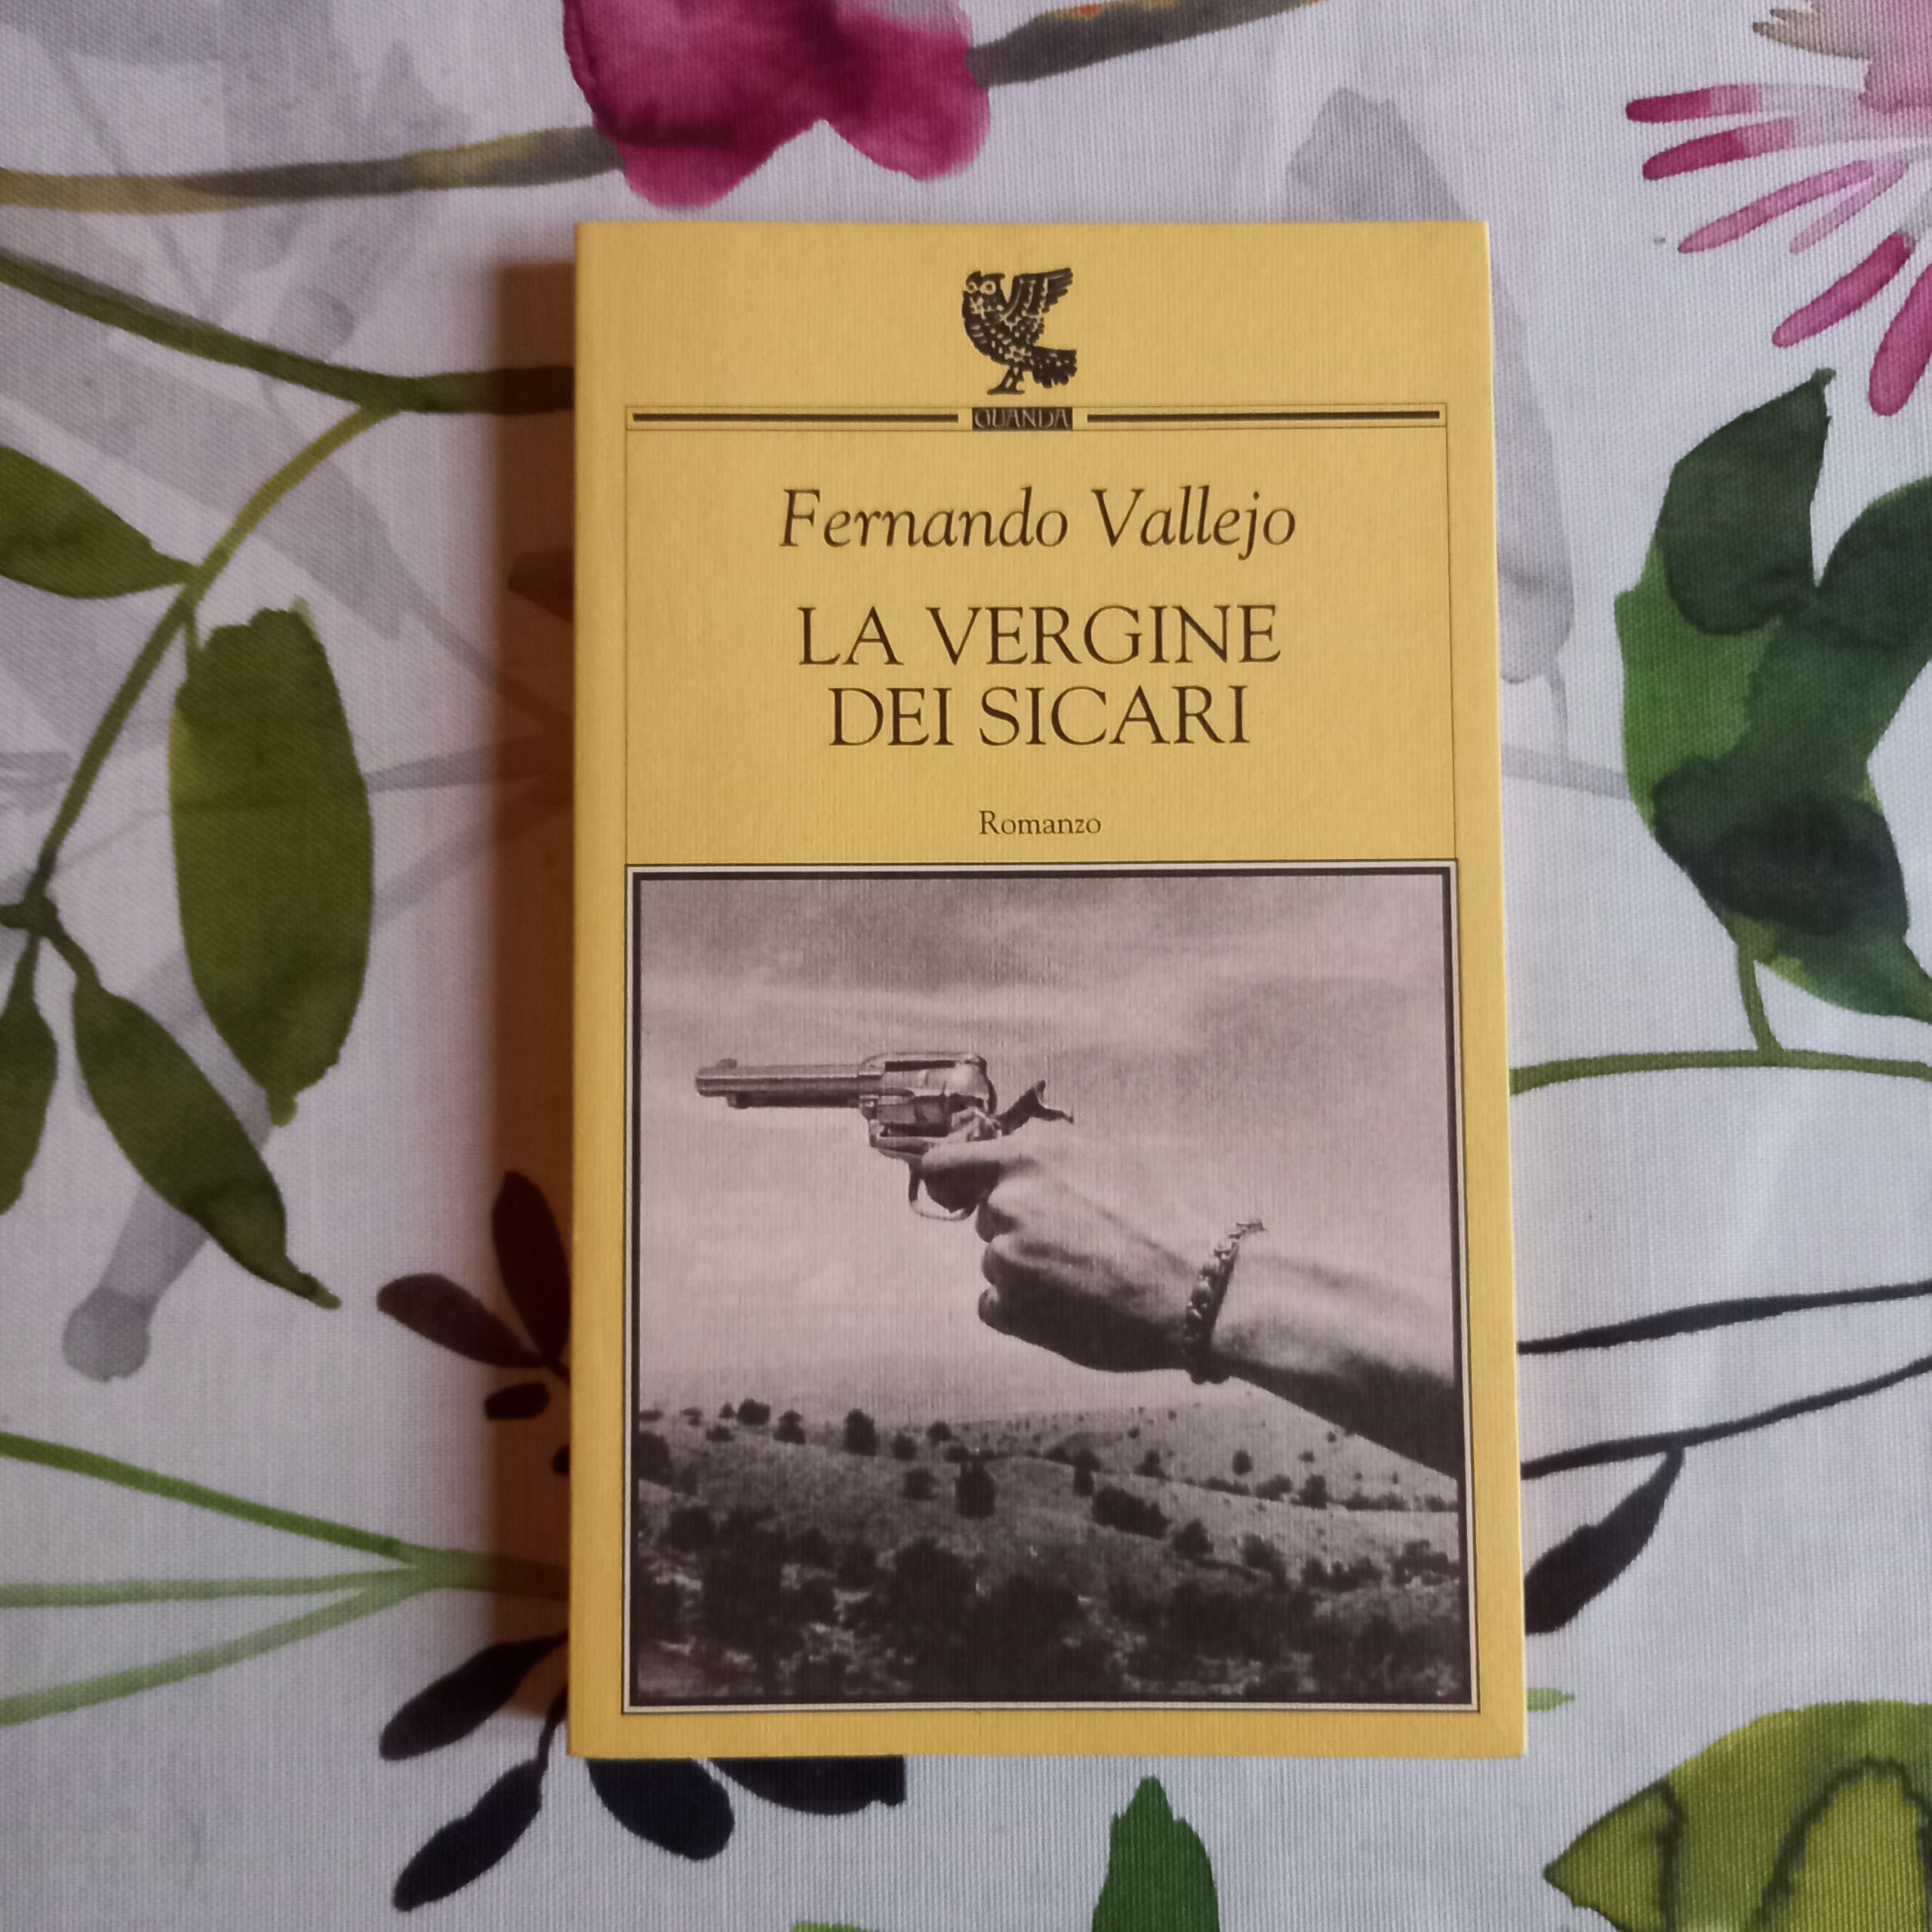 GUANDA
Fernando Vallejo
LA VERGINE
DEI SICARI
Romanzo